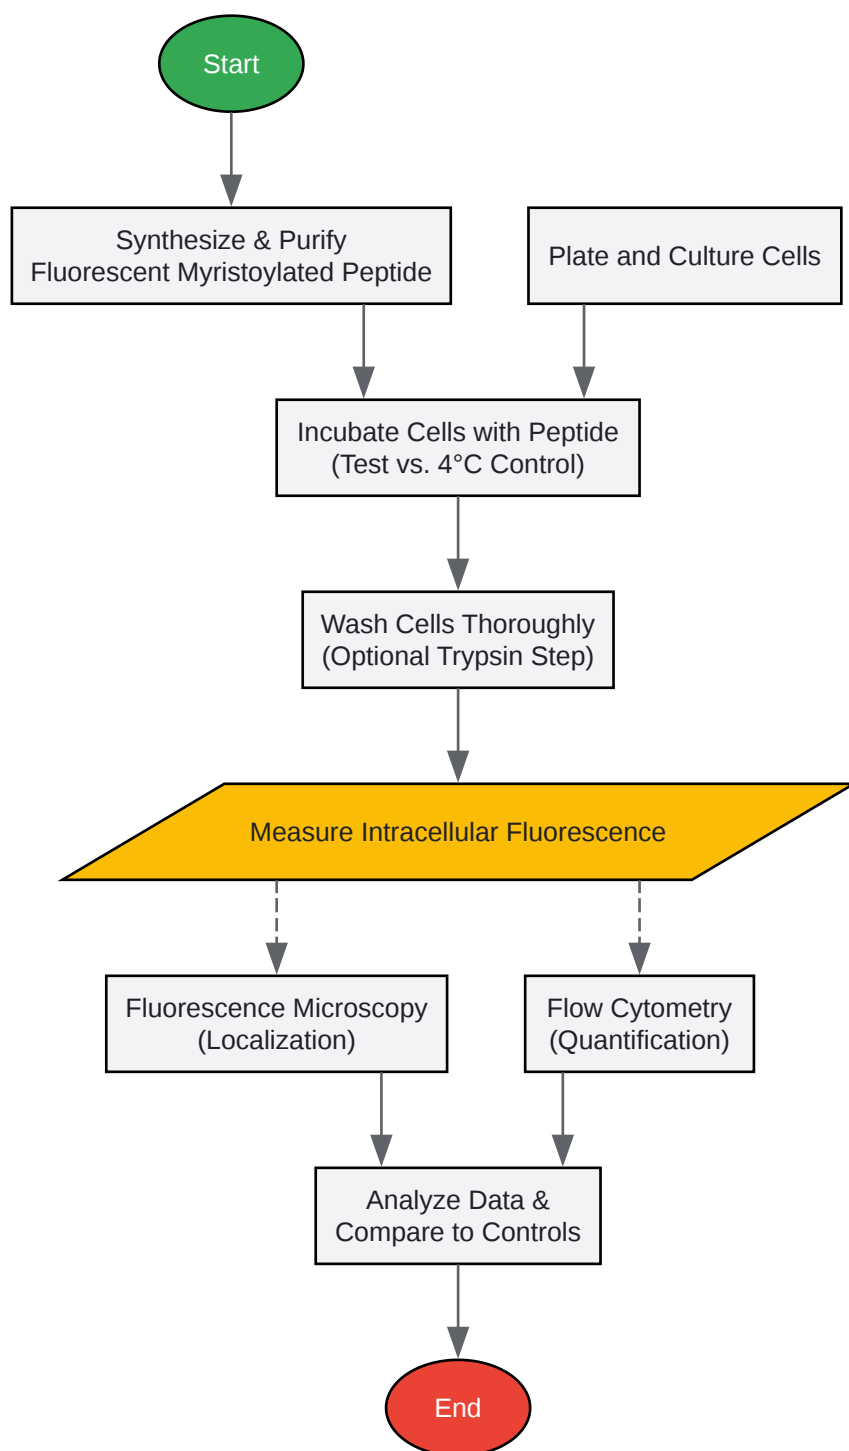 Start
Synthesize & Purify
Fluorescent Myristoylated Peptide
Plate and Culture Cells
Incubate Cells with Peptide
(Test vs. 4°C Control)
Wash Cells Thoroughly
(Optional Trypsin Step)
Measure Intracellular Fluorescence
Fluorescence Microscopy
(Localization)
Flow Cytometry
(Quantification)
Analyze Data &
Compare to Controls
End